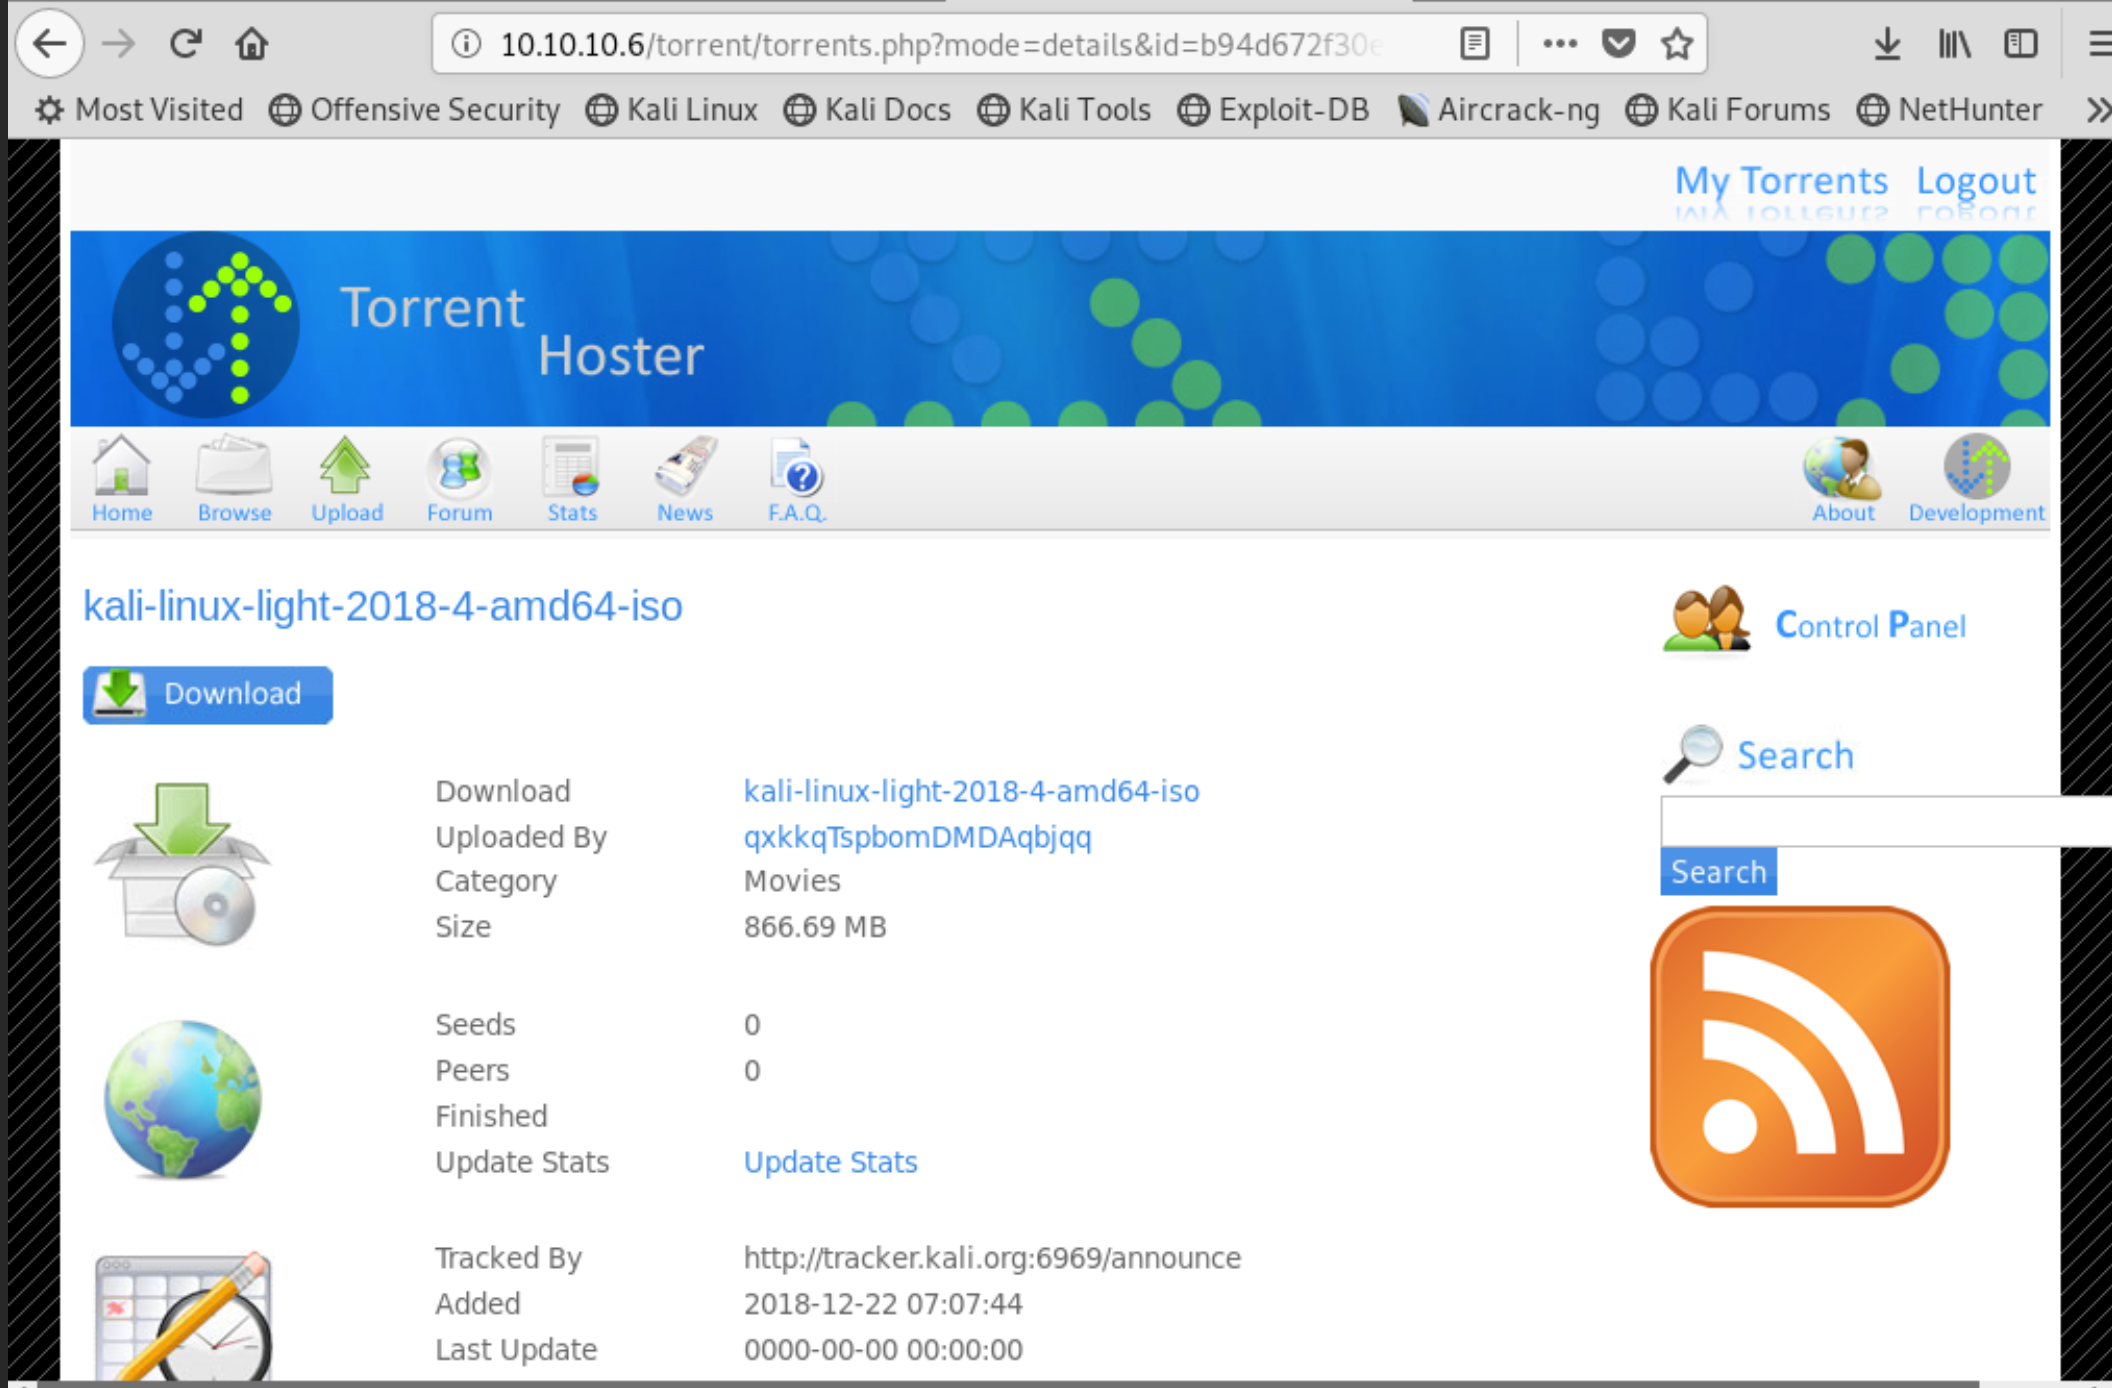 10.10.10.6/torrent/torrents.php?mode=details&id=b94d672f30e
Most Visited Offensive Security Kali Linux Kali Docs Kali Tools Exploit-DB Aircrack-ng Kali Forums NetHunter
My Torrents Logout
Torrent
Hoster
Home Browse Upload Forum Stats News F.A.Q. About Development
kali-linux-light-2018-4-amd64-iso
Control Panel
Download
Search
Download kali-linux-light-2018-4-amd64-iso
Uploaded By qxkkqTspbomDMDAqbjqq
Search
Category Movies
Size 866.69 MB
Seeds 0
Peers 0
Finished
Update Stats Update Stats
Tracked By http://tracker.kali.org:6969/announce
Added 2018-12-22 07:07:44
Last Update 0000-00-00 00:00:00